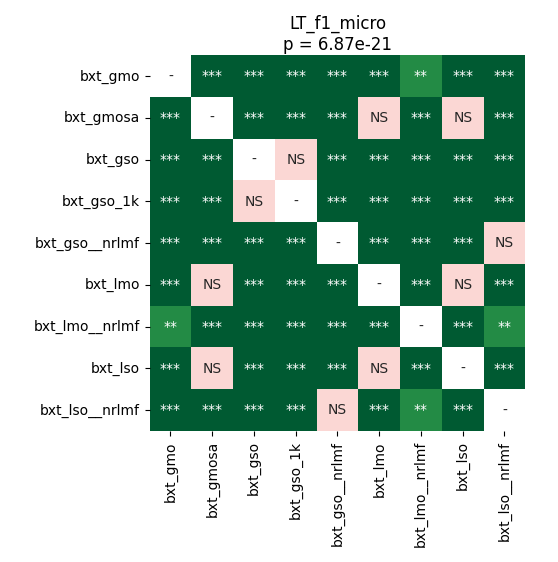 LT_f1_micro
p = 6.87e-21
bxt_gmo - *** *** *** *** *** ** *** ***
bxt_gmosa *** - *** *** *** NS *** NS ***
bxt_gso *** *** - NS *** *** *** *** ***
bxt_gso_1k *** *** NS - *** *** *** *** ***
bxt_gso__nrlmf *** *** *** *** - *** *** *** NS
bxt_lmo *** NS *** *** *** - *** NS ***
bxt_lmo__nrlmf ** *** *** *** *** *** - *** **
bxt_lso *** NS *** *** *** NS *** - ***
bxt_lso__nrlmf *** *** *** *** NS *** ** *** -
bxt_gmo
bxt_gmosa
bxt_gso
bxt_gso_1k
bxt_gso__nrlmf
bxt_lmo
bxt_lmo__nrlmf
bxt_lso
bxt_lso__nrlmf